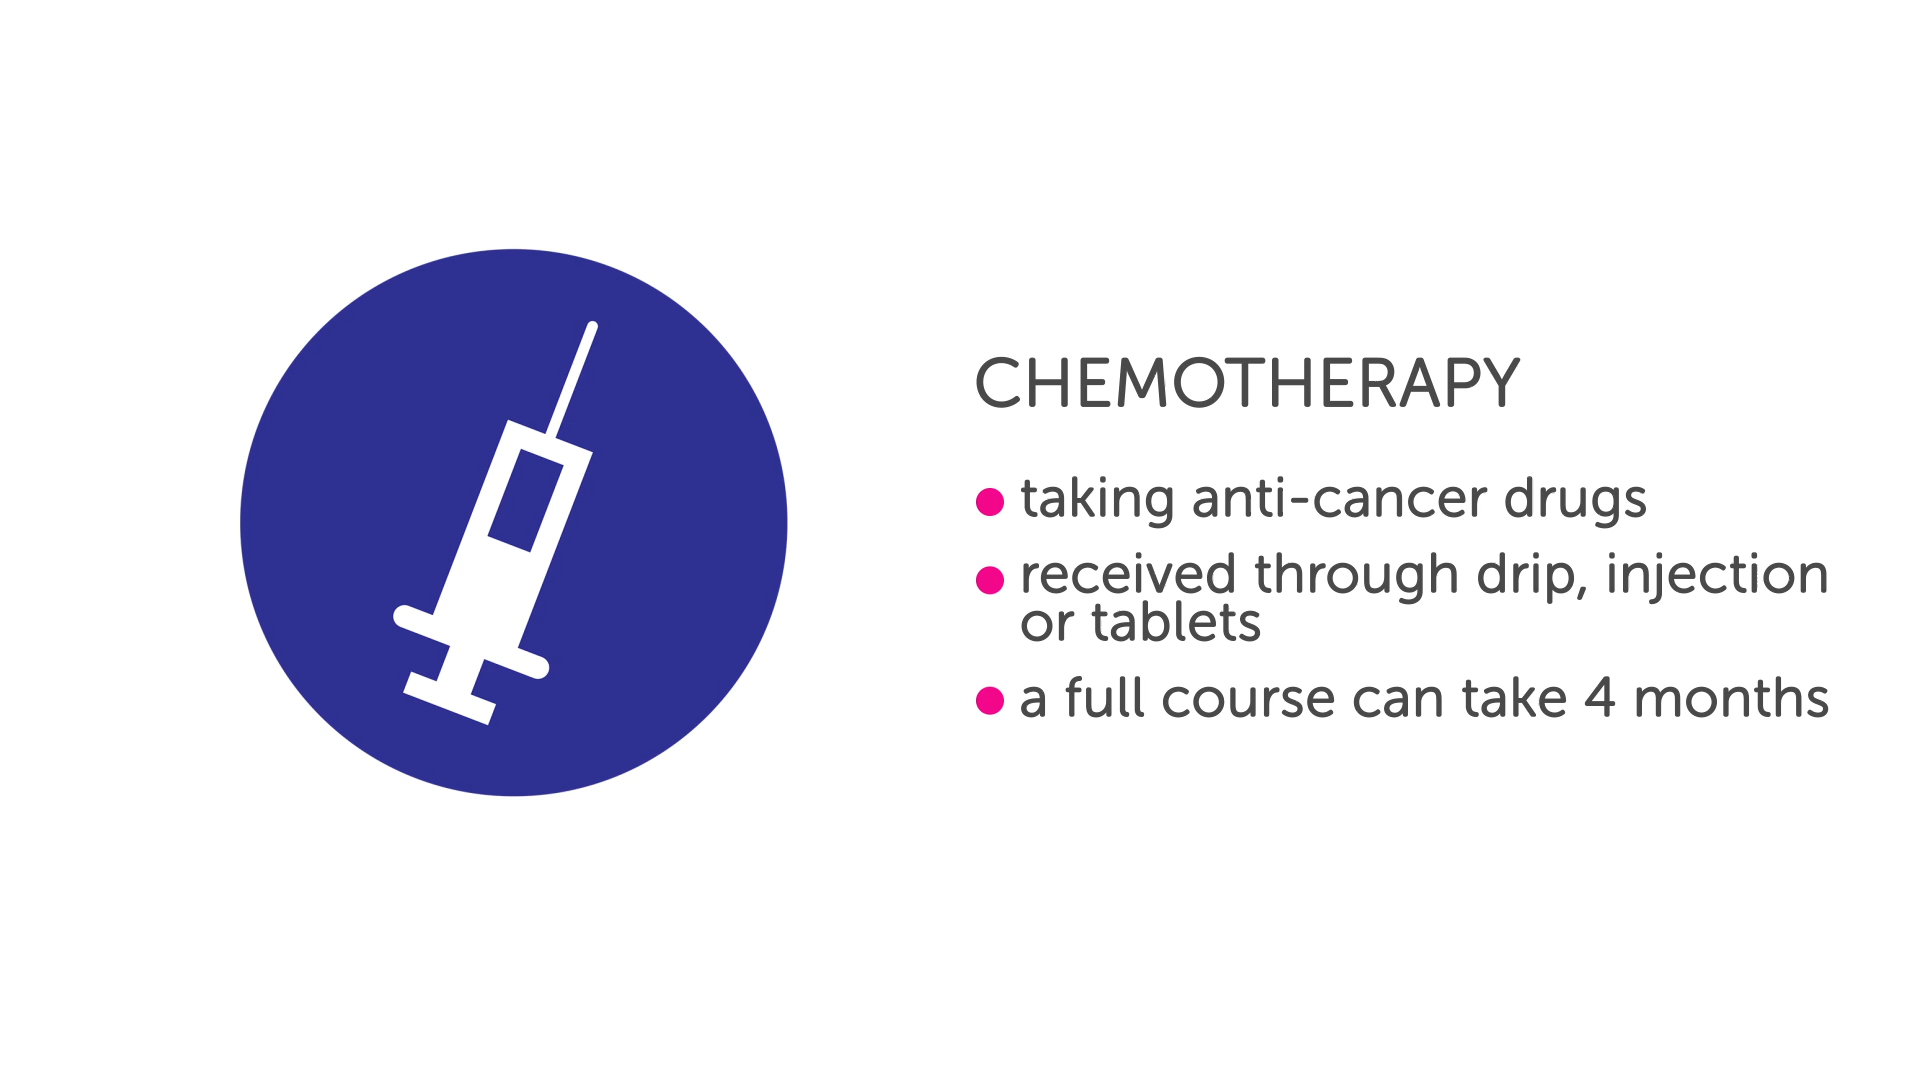 CHEMOTHERAPY
taking anti-cancer drugs
received through drip, injection
or tablets
a full course can take 4 months